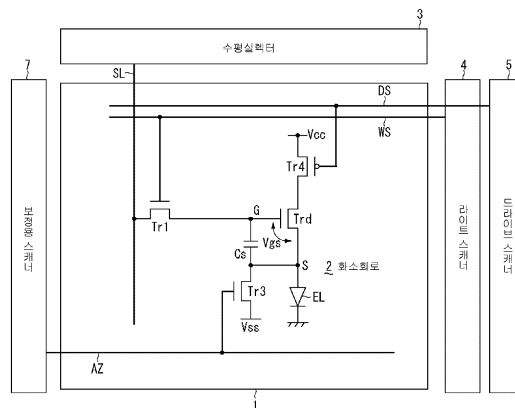 3
수평실렉터
7
SL
4
5
DS
WS
Vcc
Tr4
Tr1
G
Trd
Vgs
Cs
S
2 화소회로
Tr3
EL
Vss
보정용 스캐너
라이트 스캐너
드라이브 스캐너
AZ
1